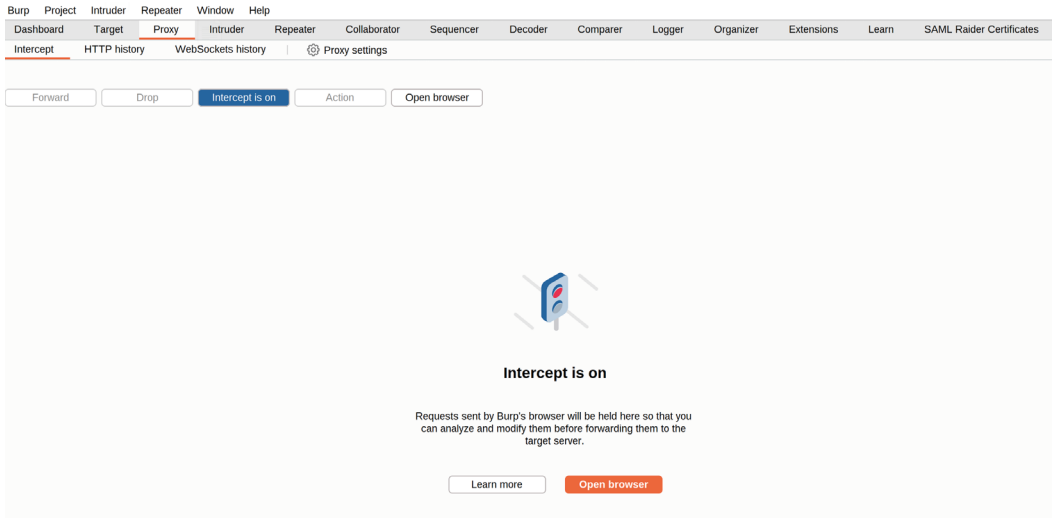 Burp Project Intruder Repeater Window Help
Dashboard Target Proxy Intruder Repeater Collaborator Sequencer Decoder Comparer Logger Organizer Extensions Learn SAML Raider Certificates
Intercept HTTP history WebSockets history Proxy settings
Forward Drop Intercept is on Action Open browser
Intercept is on
Requests sent by Burp's browser will be held here so that you
can analyze and modify them before forwarding them to the
target server.
Learn more Open browser